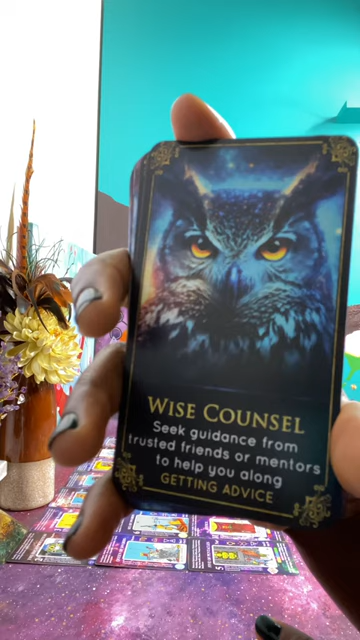 WISE COUNSEL
Seek guidance from
trusted friends or mentors
to help you along
GETTING ADVICE